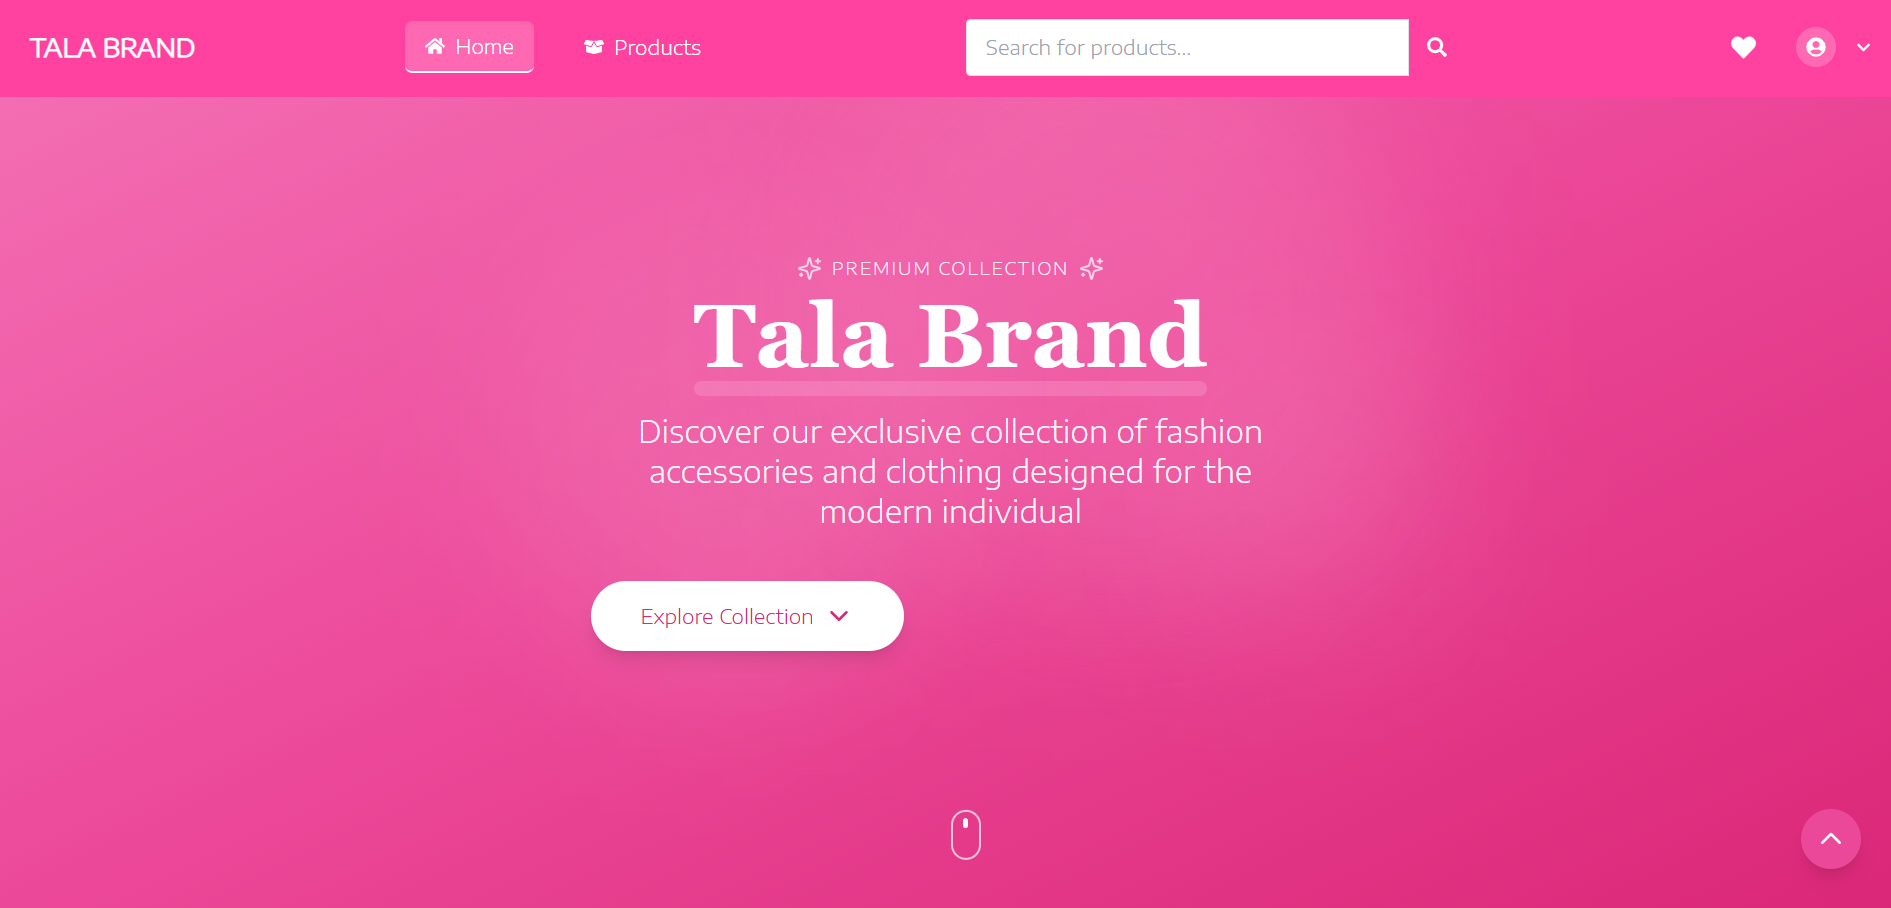 TALA BRAND
Home
Products
Search for products...
PREMIUM COLLECTION
Tala Brand
Discover our exclusive collection of fashion
accessories and clothing designed for the
modern individual
Explore Collection